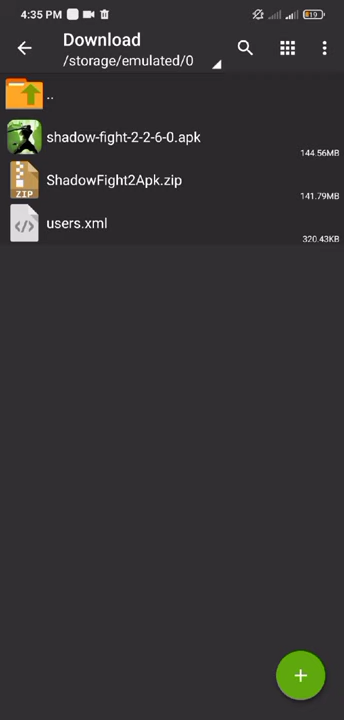 4:35 PM
19
Download
/storage/emulated/0
..
shadow-fight-2-2-6-0.apk
144.56MB
ShadowFight2Apk.zip
141.79MB
ZIP
users.xml
320.43KB